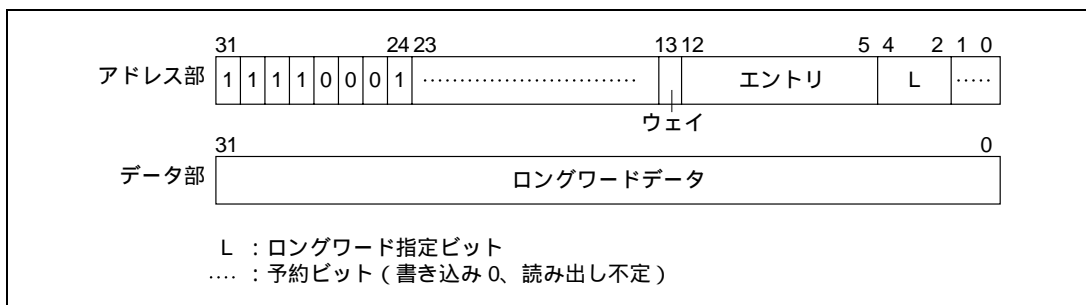 31 24 23 13 12 5 4 2 1 0
アドレス部 1 1 1 1 0 0 0 1 ………………………… エントリ L ‥‥‥
ウェイ
31 0
データ部 ロングワードデータ
L ：ロングワード指定ビット
‥‥ ：予約ビット（書き込み 0、読み出し不定）